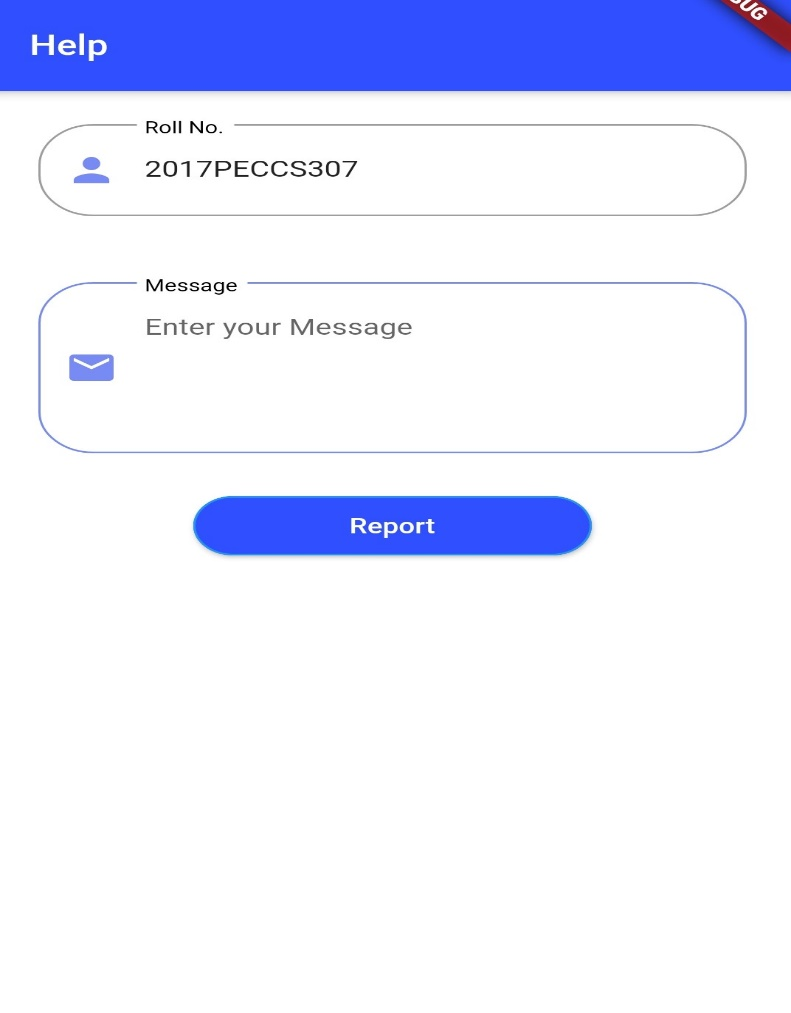 Help
Roll No.
2017PECCS307
Message
Enter your Message
Report